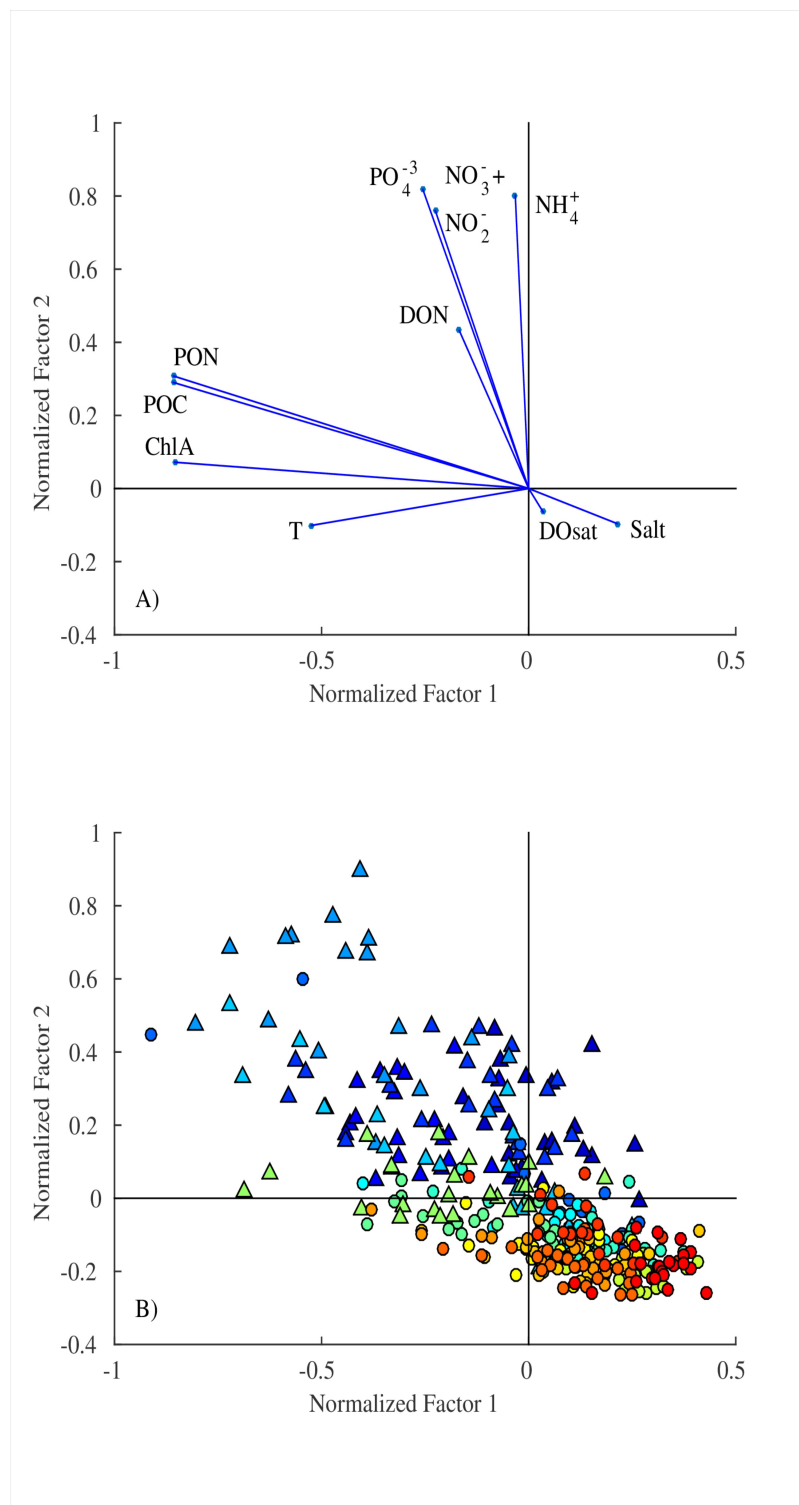 1
0.8
0.6
0.4
0.2
0
-0.2
-0.4
-1
-0.5
0
0.5
Normalized Factor 2
Normalized Factor 1
PO₄⁻³
NO₃⁻+
NO₂⁻
NH₄⁺
DON
PON
POC
ChlA
T
DOsat
Salt
A)
1
0.8
0.6
0.4
0.2
0
-0.2
-0.4
-1
-0.5
0
0.5
Normalized Factor 2
Normalized Factor 1
B)